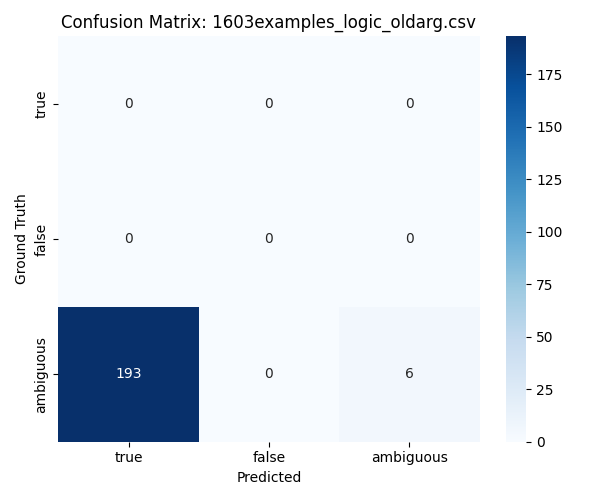 Confusion Matrix: 1603examples_logic_oldarg.csv
true
0
0
0
false
0
0
0
ambiguous
193
0
6
true
false
ambiguous
Predicted
Ground Truth
175
150
125
100
75
50
25
0